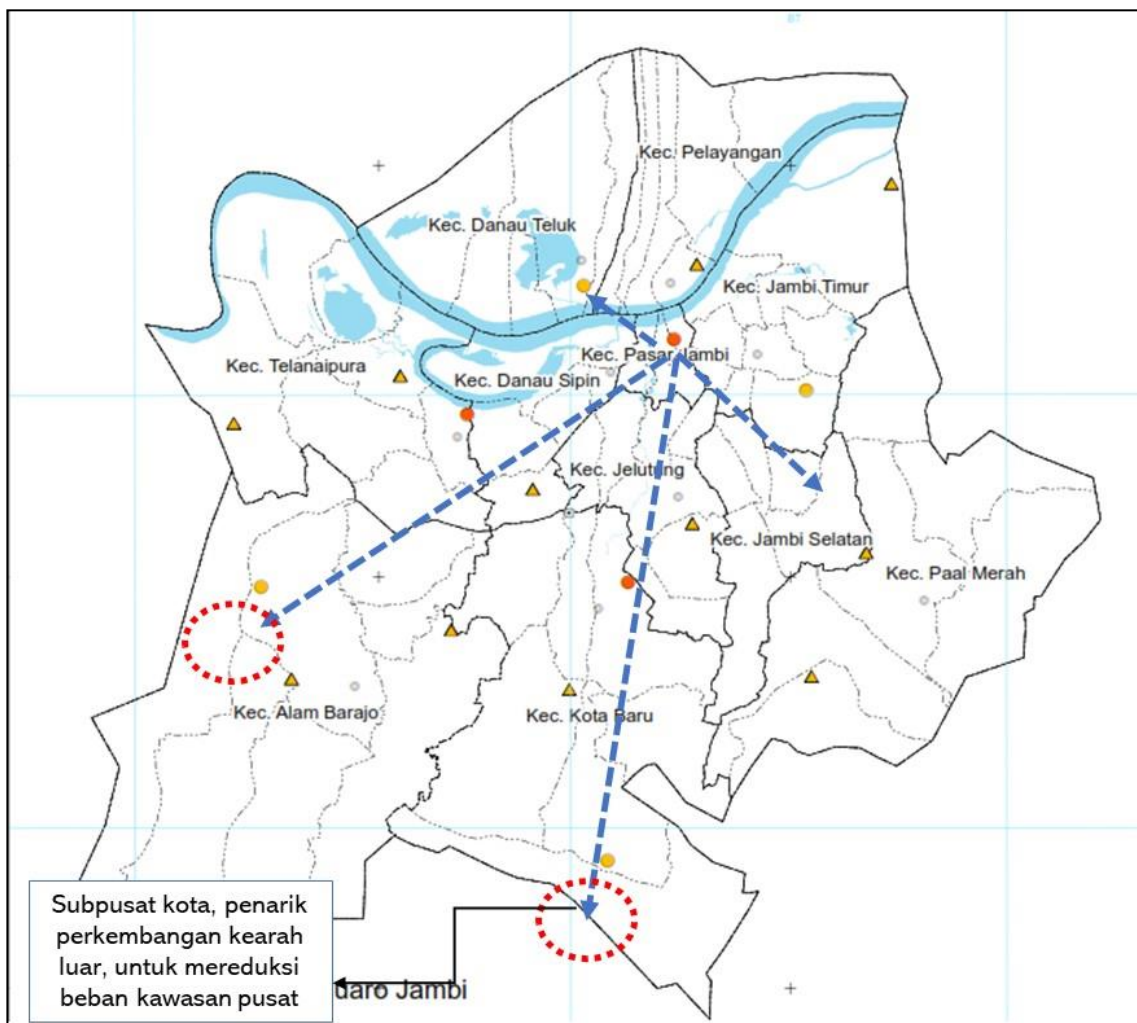 BT
Kec. Pelayangan
Kec. Danau Teluk
Kec. Jambi Timur
Kec. Pasar Jambi
Kec. Telanaipura
Kec. Danau Sipin
Kec. Jelutung
Kec. Jambi Selatan
Kec. Paal Merah
Kec. Alam Barajo
Kec. Kota Baru
Subpusat kota, penarik
perkembangan kearah
luar, untuk mereduksi
beban kawasan pusat
daro Jambi